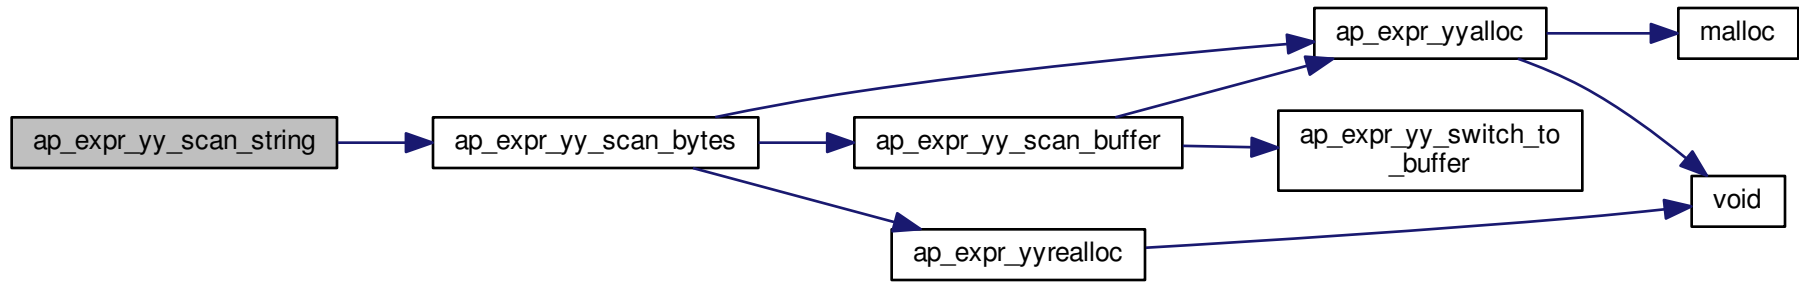 ap_expr_yy_scan_string
ap_expr_yy_scan_bytes
ap_expr_yy_scan_buffer
ap_expr_yyrealloc
ap_expr_yyalloc
ap_expr_yy_switch_to
_buffer
malloc
void